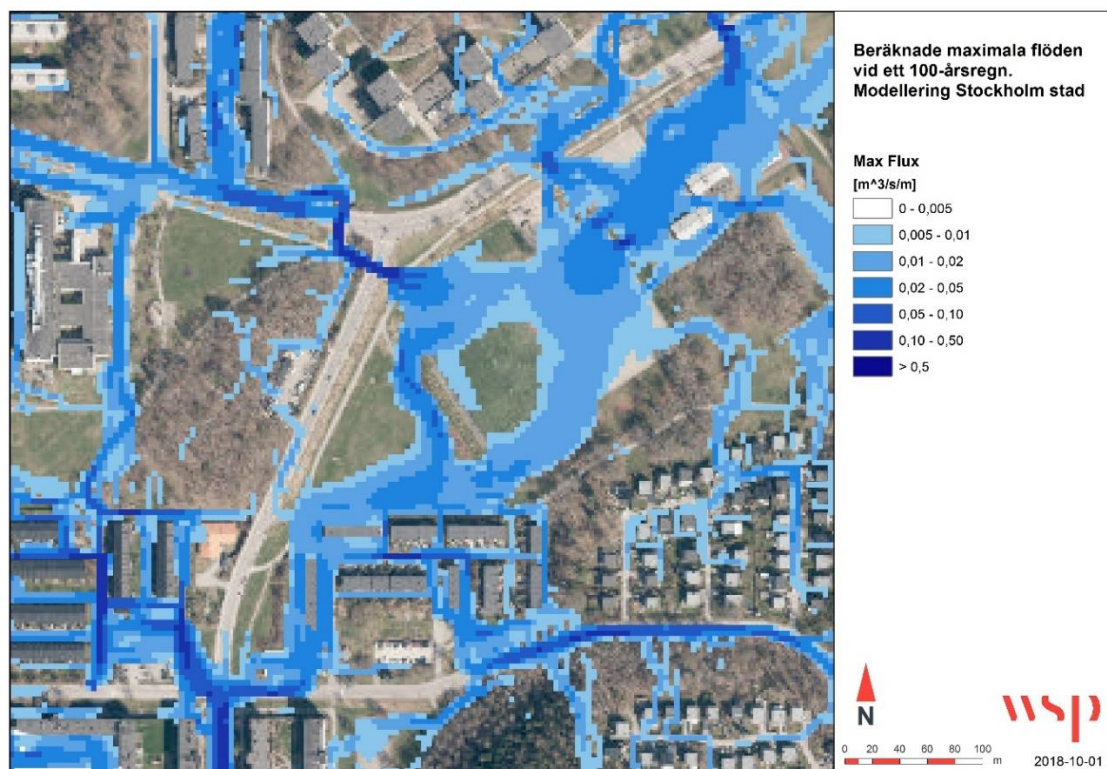 Beräknade maximala flöden
vid ett 100-årsregn.
Modellering Stockholm stad
Max Flux
[m^3/s/m]
0 - 0,005
0,005 - 0,01
0,01 - 0,02
0,02 - 0,05
0,05 - 0,10
0,10 - 0,50
> 0,5
N
wsp
0 20 40 60 80 100
m
2018-10-01